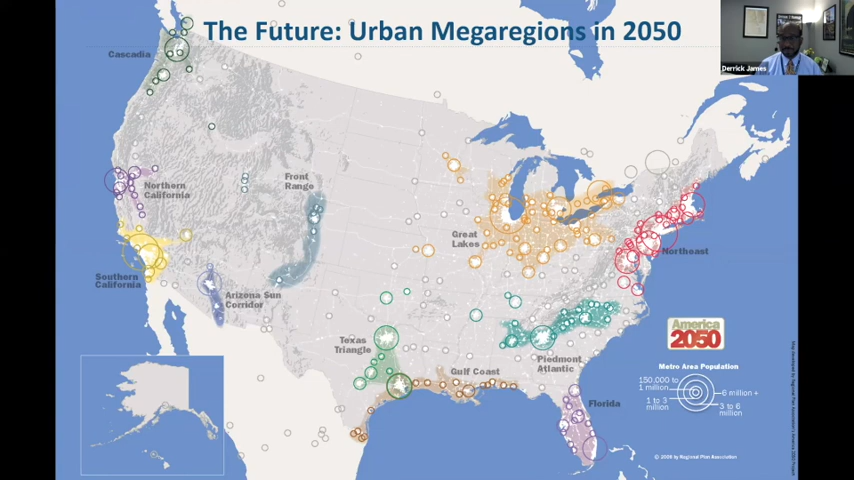 The Future: Urban Megaregions in 2050
Derrick James
Cascadia
Northern
California
Front
Range
Great
Lakes
Northeast
Southern
California
Arizona Sun
Corridor
Texas
Triangle
Gulf Coast
Piedmont
Atlantic
Florida
America
2050
Metro Area Population
150,000 to
1 million
1 to 3
million
6 million +
3 to 6
million
© 2008 by Regional Plan Association